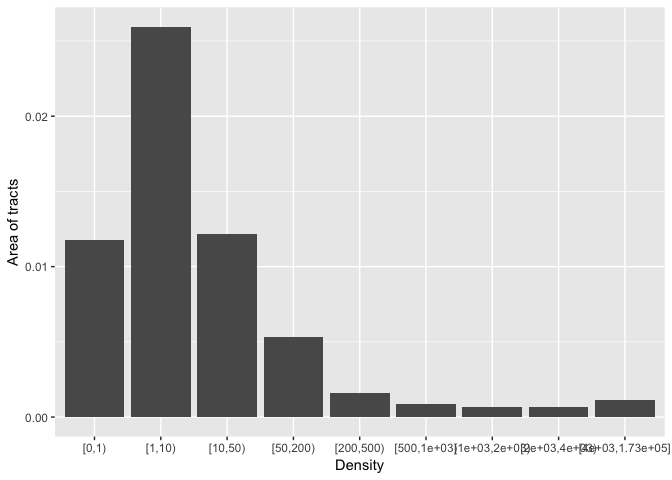 Area of tracts
0.02
0.01
0.00
[0,1)
[1,10)
[10,50)
[50,200)
[200,500)
[500,1e+03)
[1e+03,2e+03)
[2e+03,4e+03)
[4e+03,1.73e+05]
Density